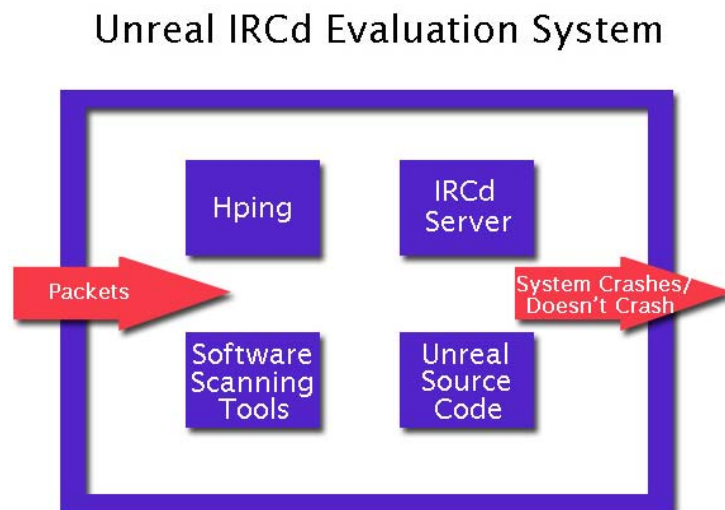 Unreal IRCd Evaluation System
Hping
IRCd
Server
Packets
System Crashes/
Doesn't Crash
Software
Scanning
Tools
Unreal
Source
Code